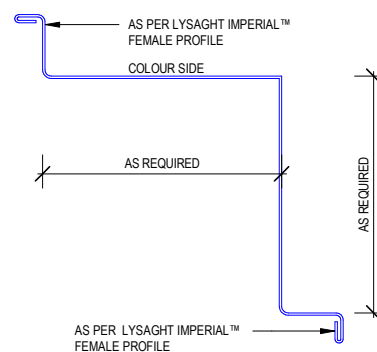 AS PER LYSAGHT IMPERIAL™
FEMALE PROFILE
COLOUR SIDE
AS REQUIRED
AS REQUIRED
AS PER LYSAGHT IMPERIAL™
FEMALE PROFILE